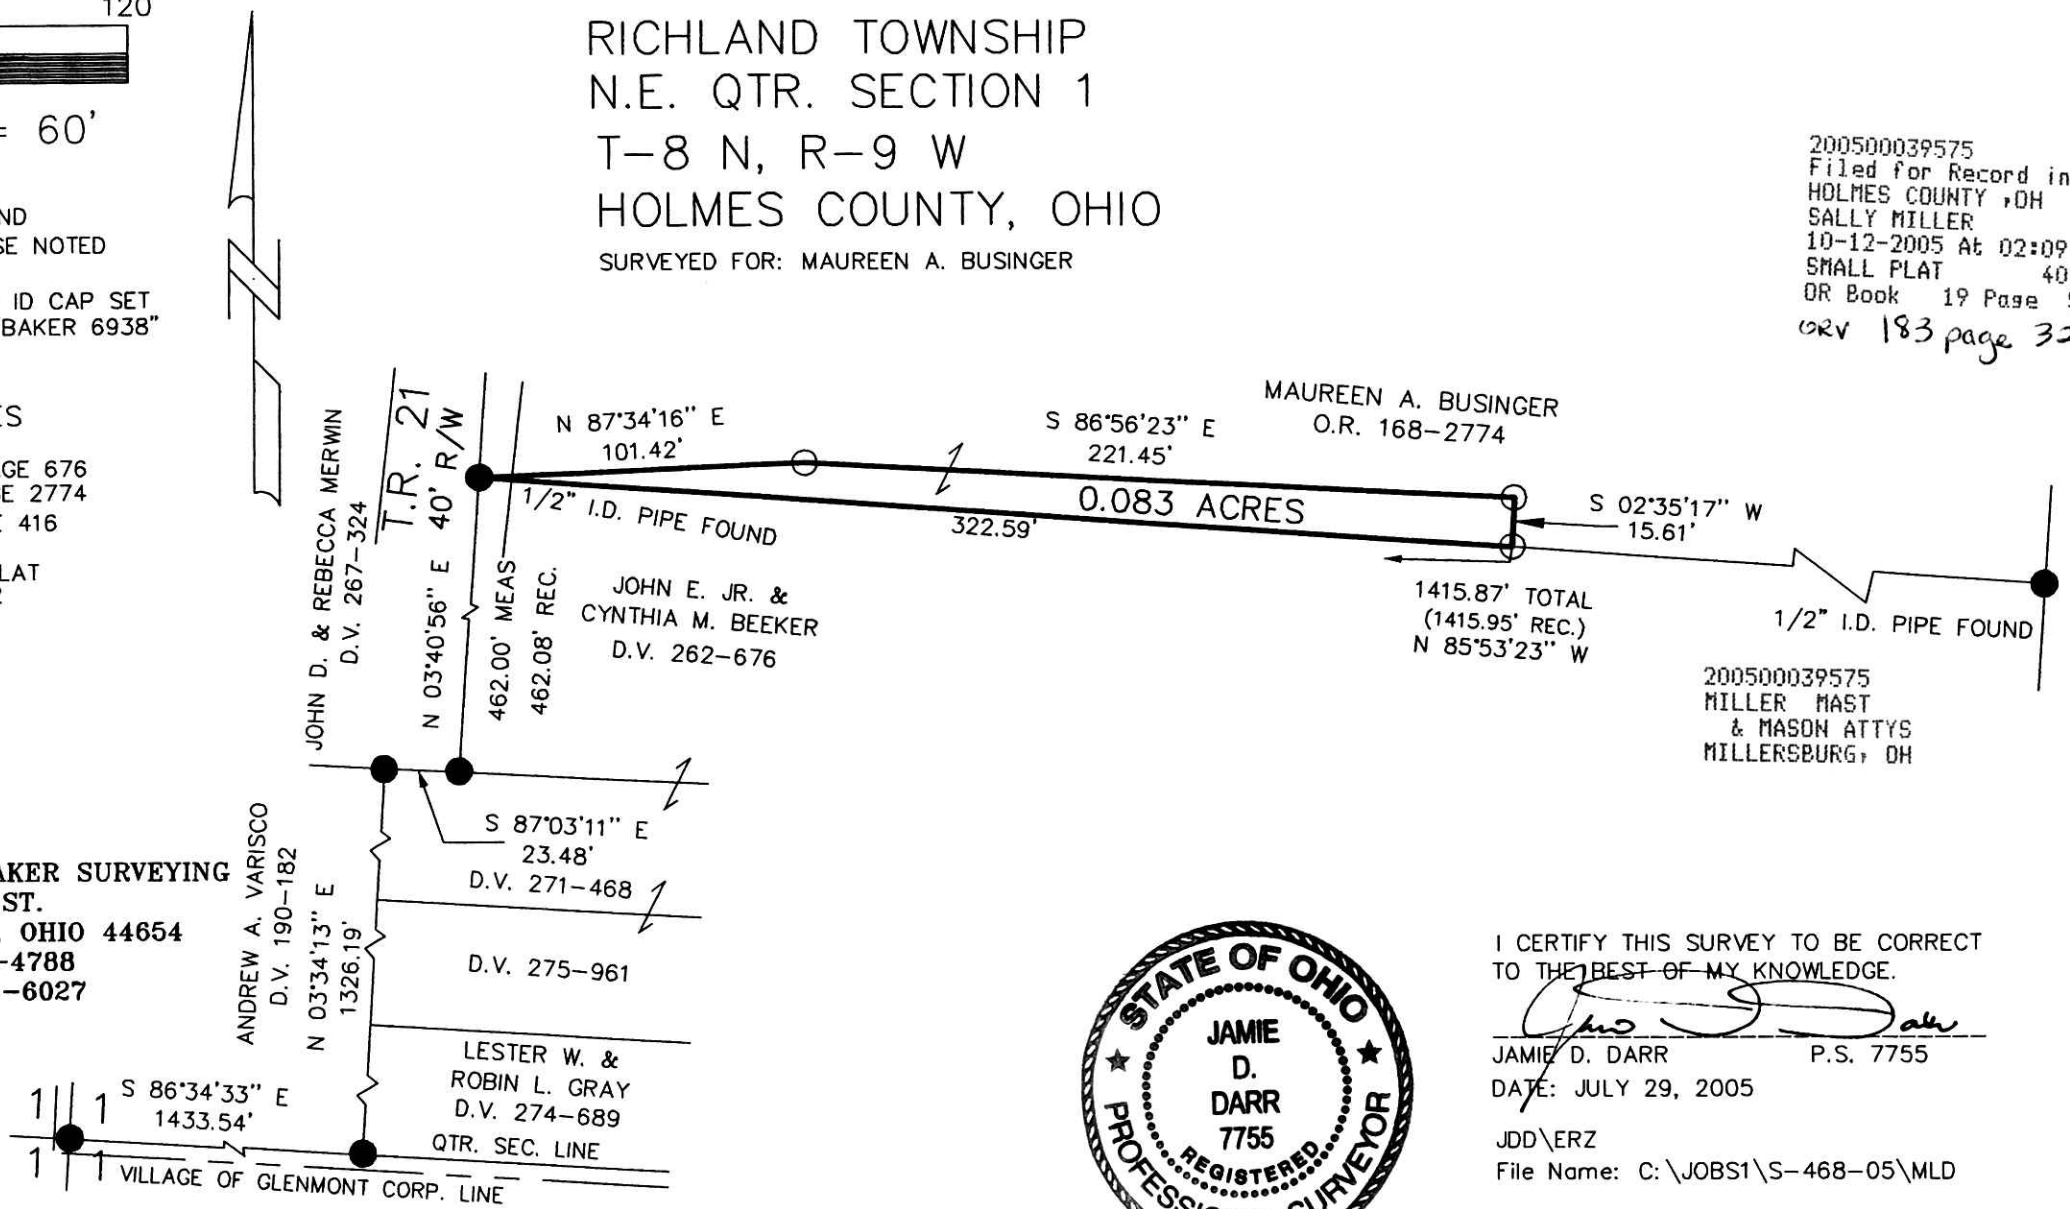 120
RICHLAND TOWNSHIP
N.E. QTR. SECTION 1
T-8 N, R-9 W
HOLMES COUNTY, OHIO
SURVEYED FOR: MAUREEN A. BUSINGER
= 60'
ND
SE NOTED
ID CAP SET
BAKER 6938"
ES
GE 676
E 2774
E 416
LAT
200500039575
Filed for Record in
HOLMES COUNTY ,OH
SALLY MILLER
10-12-2005 At 02:09
SMALL PLAT 40
OR Book 19 Page
ORV 183 page 32
N
JOHN D. & REBECCA MERWIN
D.V. 267-324
T.R. 21
40' R/W
N 03°40'56" E
462.00' MEAS
462.08' REC.
N 87°34'16" E
101.42'
S 86°56'23" E
221.45'
MAUREEN A. BUSINGER
O.R. 168-2774
1/2" I.D. PIPE FOUND
0.083 ACRES
322.59'
S 02°35'17" W
15.61'
JOHN E. JR. &
CYNTHIA M. BEEKER
D.V. 262-676
1415.87' TOTAL
(1415.95' REC.)
N 85°53'23" W
1/2" I.D. PIPE FOUND
200500039575
MILLER MAST
& MASON ATTYS
MILLERSBURG, OH
S 87°03'11" E
23.48'
D.V. 271-468
AKER SURVEYING
ST.
OHIO 44654
-4788
-6027
ANDREW A. VARISCO
D.V. 190-182
N 03°34'13" E
1326.19'
D.V. 275-961
LESTER W. &
ROBIN L. GRAY
D.V. 274-689
S 86°34'33" E
1433.54'
1 1
1 1
QTR. SEC. LINE
VILLAGE OF GLENMONT CORP. LINE
STATE OF OHIO
JAMIE
D.
DARR
7755
REGISTERED
PROFESSIONAL SURVEYOR
I CERTIFY THIS SURVEY TO BE CORRECT
TO THE BEST OF MY KNOWLEDGE.
JAMIE D. DARR P.S. 7755
DATE: JULY 29, 2005
JDD\ERZ
File Name: C:\JOBS1\S-468-05\MLD